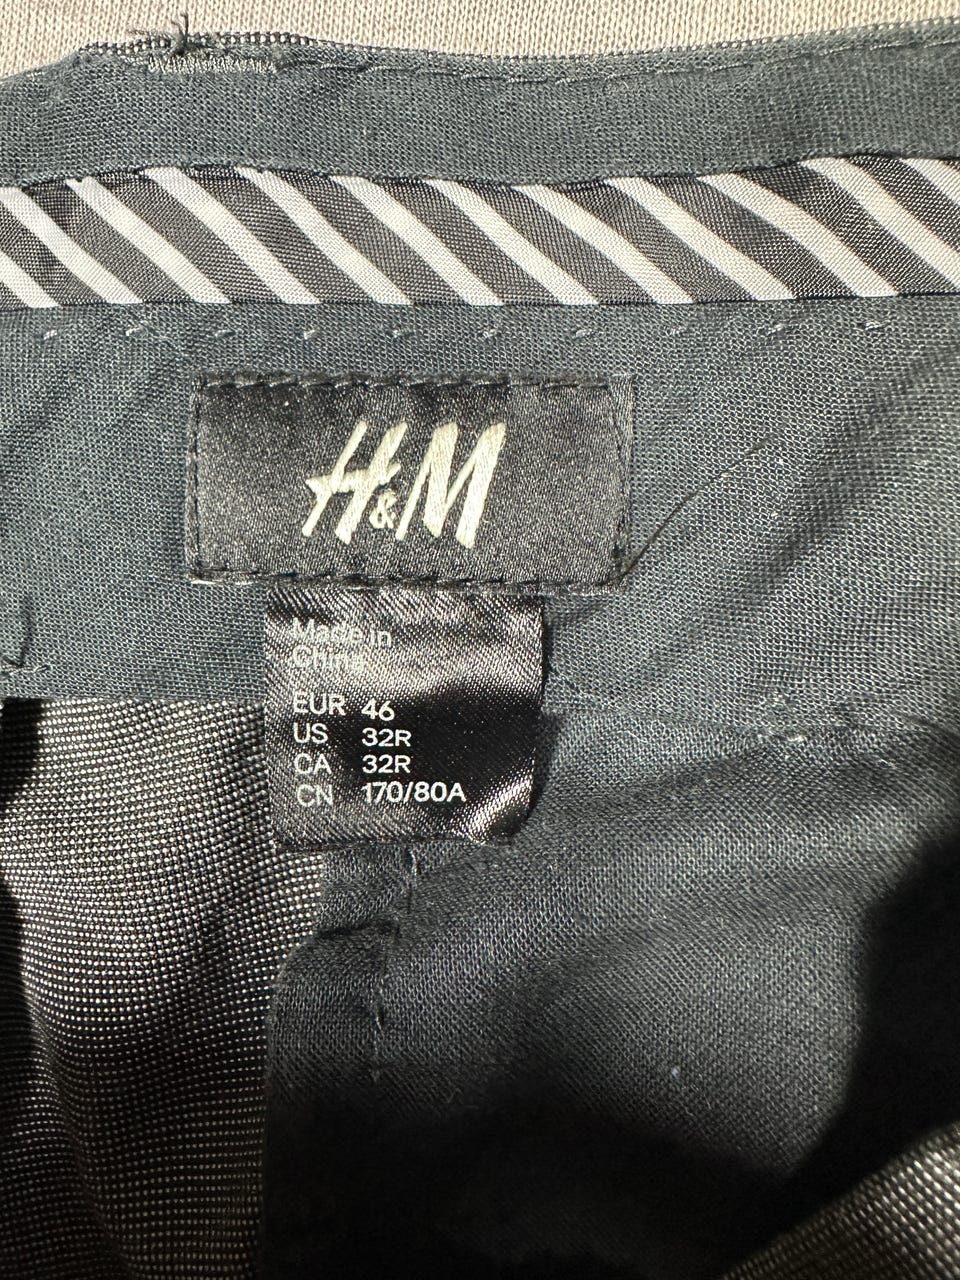 H&M
Made in
China
EUR 46
US 32R
CA 32R
CN 170/80A